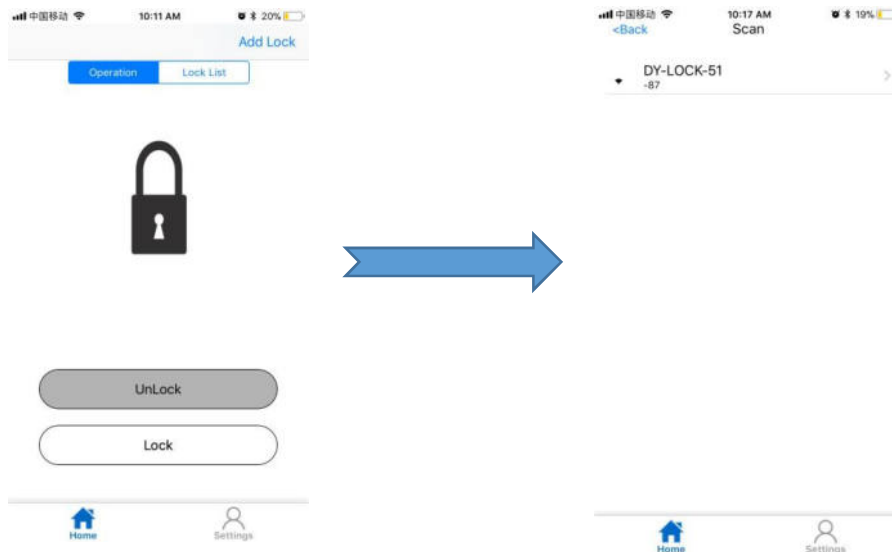 中国移动 10:11 AM 20%
Add Lock
Operation Lock List
UnLock
Lock
Home Settings
中国移动 10:17 AM 19%
<Back Scan
DY-LOCK-51
-87
Home Settings